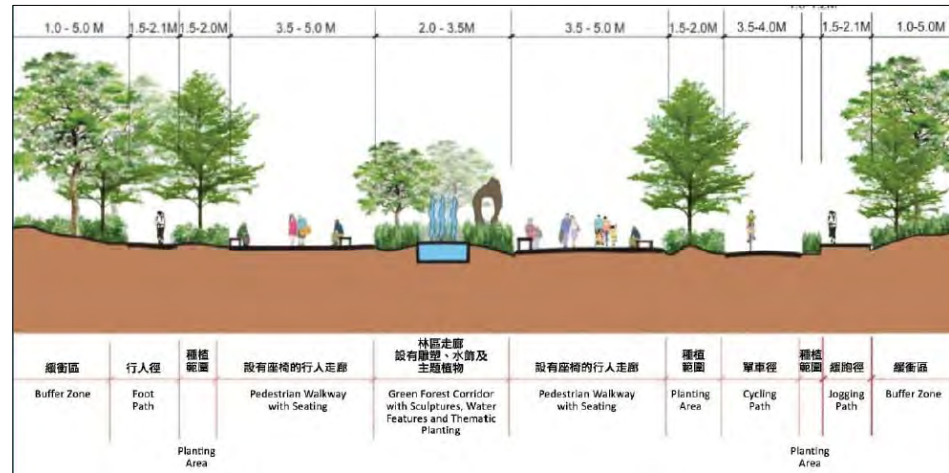 1.0 - 5.0 M
1.5-2.1M
1.5-2.0M
3.5 - 5.0 M
2.0 - 3.5M
3.5 - 5.0 M
1.5-2.0M
3.5-4.0M
1.5-2.1M
1.0-5.0M
緩衝區
行人徑
種植
範圍
設有座椅的行人走廊
林區走廊
設有雕塑、水飾及
主題植物
設有座椅的行人走廊
種植
範圍
單車徑
種植
範圍
緩跑徑
緩衝區
Buffer Zone
Foot
Path
Planting
Area
Pedestrian Walkway
with Seating
Green Forest Corridor
with Sculptures, Water
Features and Thematic
Planting
Pedestrian Walkway
with Seating
Planting
Area
Cycling
Path
Planting
Area
Jogging
Path
Buffer Zone